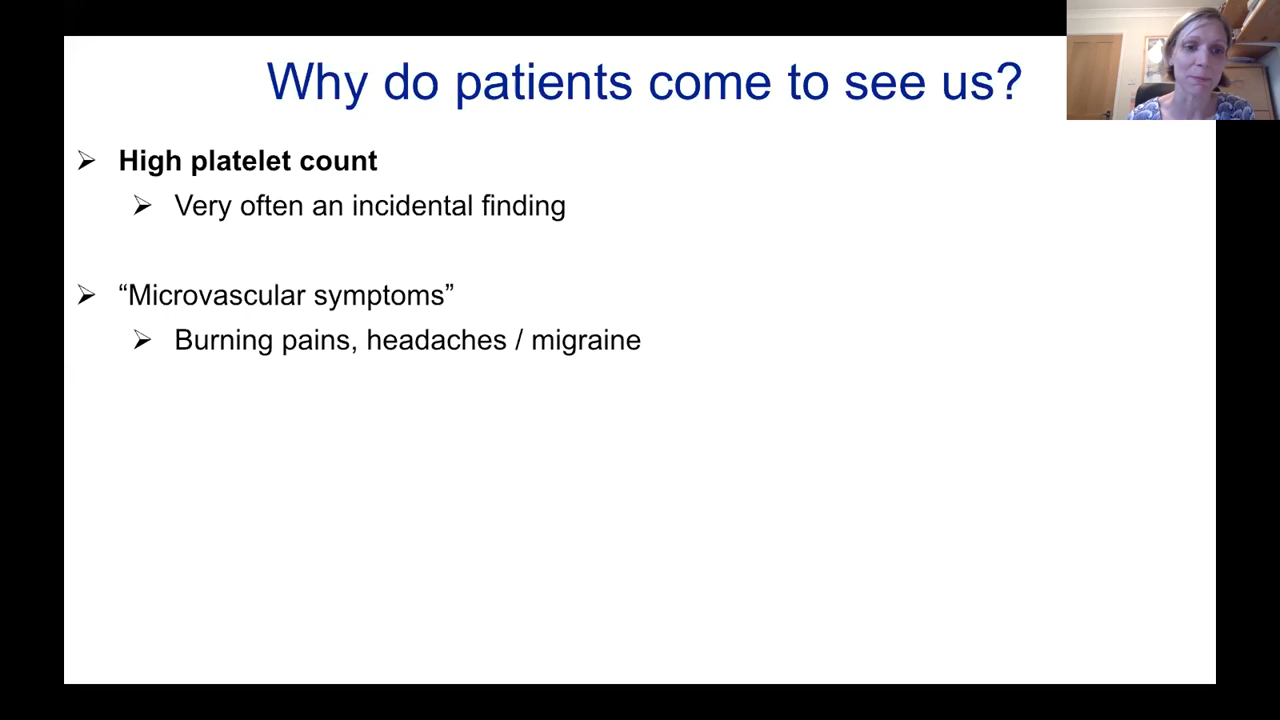 Why do patients come to see us?
➢ High platelet count
➢ Very often an incidental finding
➢ “Microvascular symptoms”
➢ Burning pains, headaches / migraine